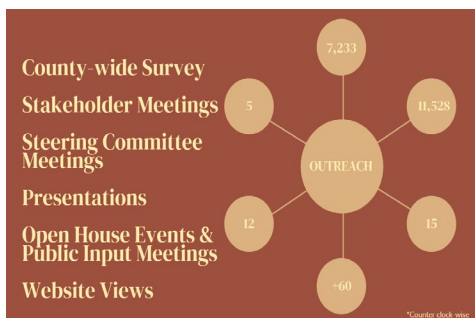 County-wide Survey
Stakeholder Meetings
Steering Committee
Meetings
Presentations
Open House Events &
Public Input Meetings
Website Views
7,233
5
11,528
OUTREACH
12
15
+60
*Counter clock-wise